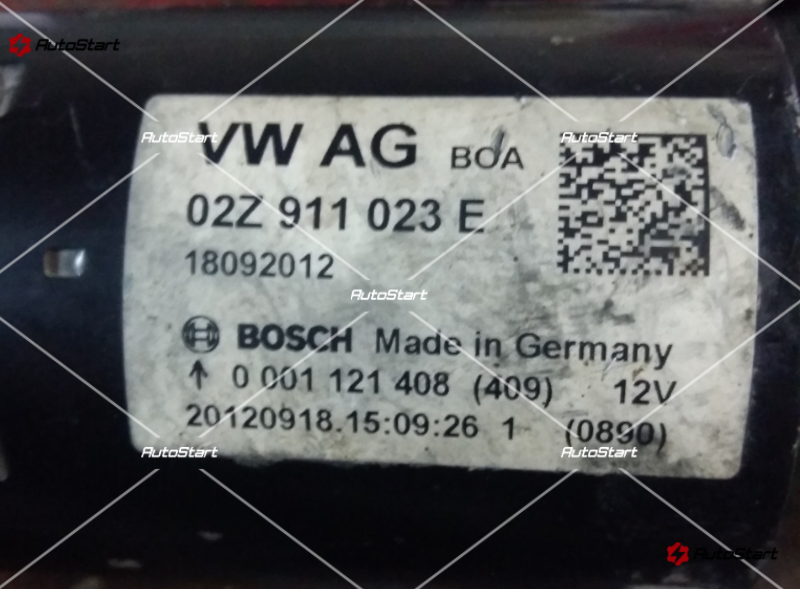 AutoStart
VW AG BOA
AutoStart AutoStart
02Z 911 023 E
18092012
AutoStart
BOSCH Made in Germany
0 001 121 408 (409) 12V
20120918.15:09:26 1 (0890)
AutoStart AutoStart
AutoStart